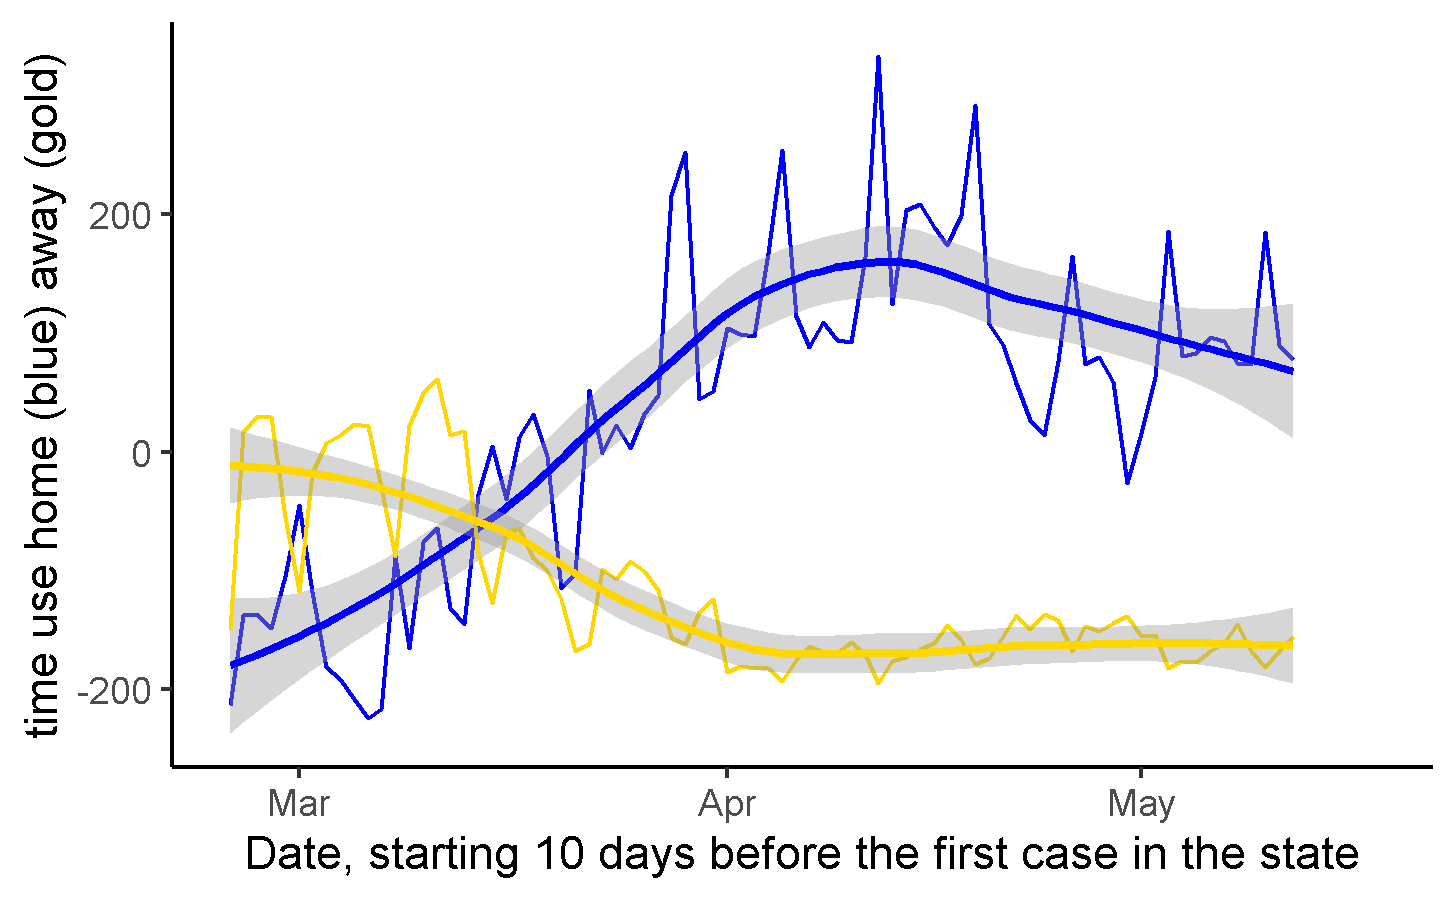 time use home (blue) away (gold)
200
0
-200
Mar
Apr
May
Date, starting 10 days before the first case in the state